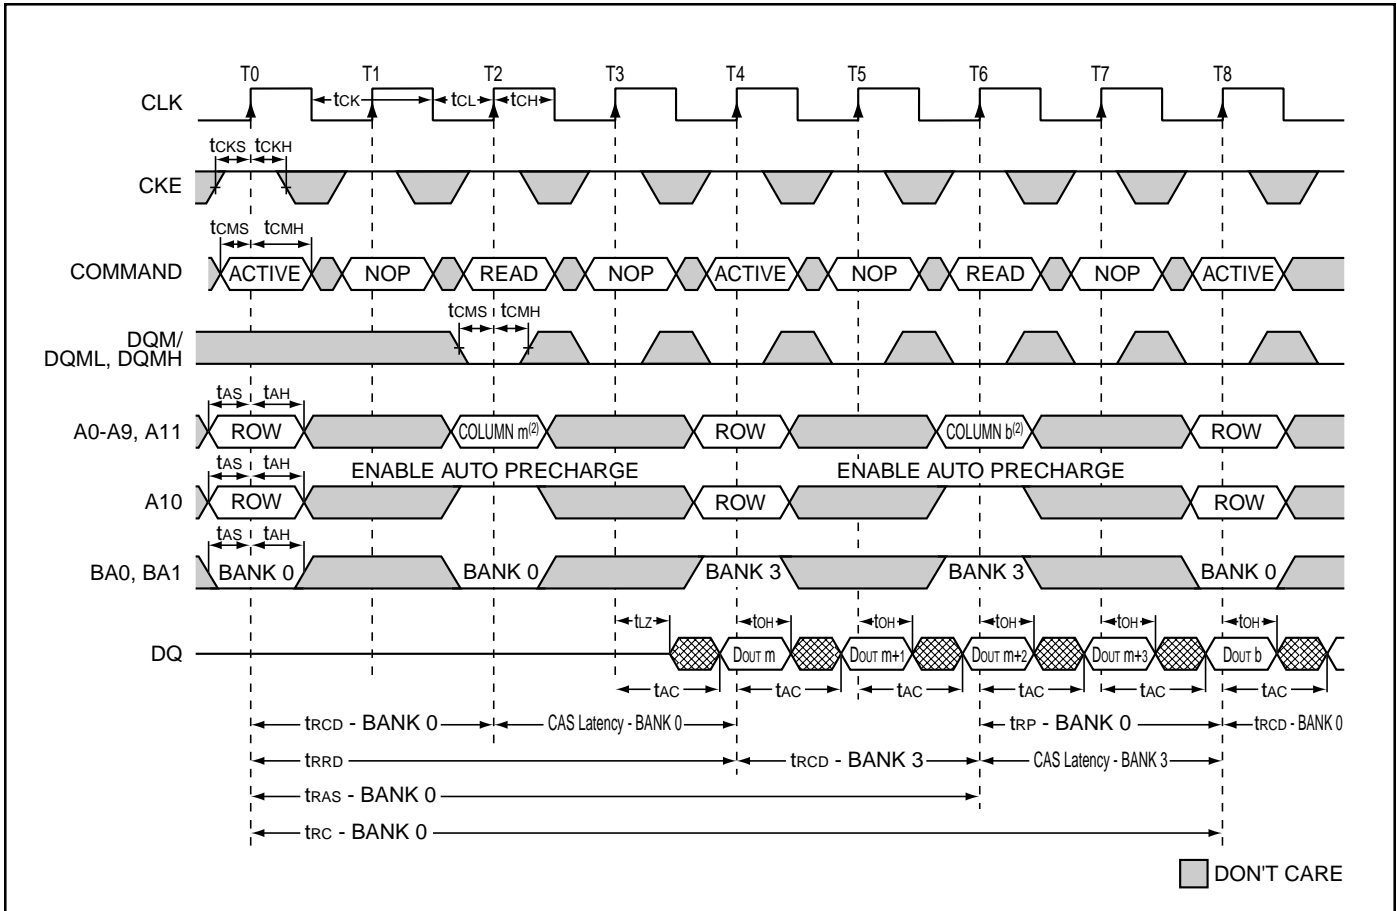 T0 T1 T2 T3 T4 T5 T6 T7 T8
CLK tCK tCL tCH
tCKS tCKH
CKE
tCMS tCMH
COMMAND ACTIVE NOP READ NOP ACTIVE NOP READ NOP ACTIVE
tCMS tCMH
DQM/
DQML, DQMH
tAS tAH
A0-A9, A11 ROW COLUMN m(2) ROW COLUMN b(2) ROW
tAS tAH ENABLE AUTO PRECHARGE ENABLE AUTO PRECHARGE
A10 ROW ROW ROW
tAS tAH
BA0, BA1 BANK 0 BANK 0 BANK 3 BANK 3 BANK 0
tLZ tOH tOH tOH tOH tOH
DQ DOUT m DOUT m+1 DOUT m+2 DOUT m+3 DOUT b
tAC tAC tAC tAC tAC tAC
tRCD - BANK 0 CAS Latency - BANK 0 tRP - BANK 0 tRCD - BANK 0
tRRD tRCD - BANK 3 CAS Latency - BANK 3
tRAS - BANK 0
tRC - BANK 0
DON'T CARE